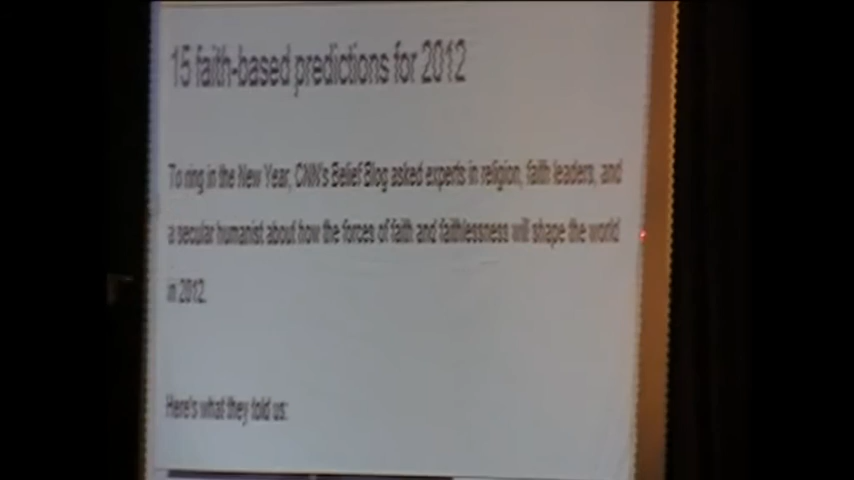 15 faith-based predictions for 2012
To ring in the New Year, CNN's Belief Blog asked experts in religion, faith leaders, and
a secular humanist about how the forces of faith and faithlessness will shape the world
in 2012.
Here's what they told us: